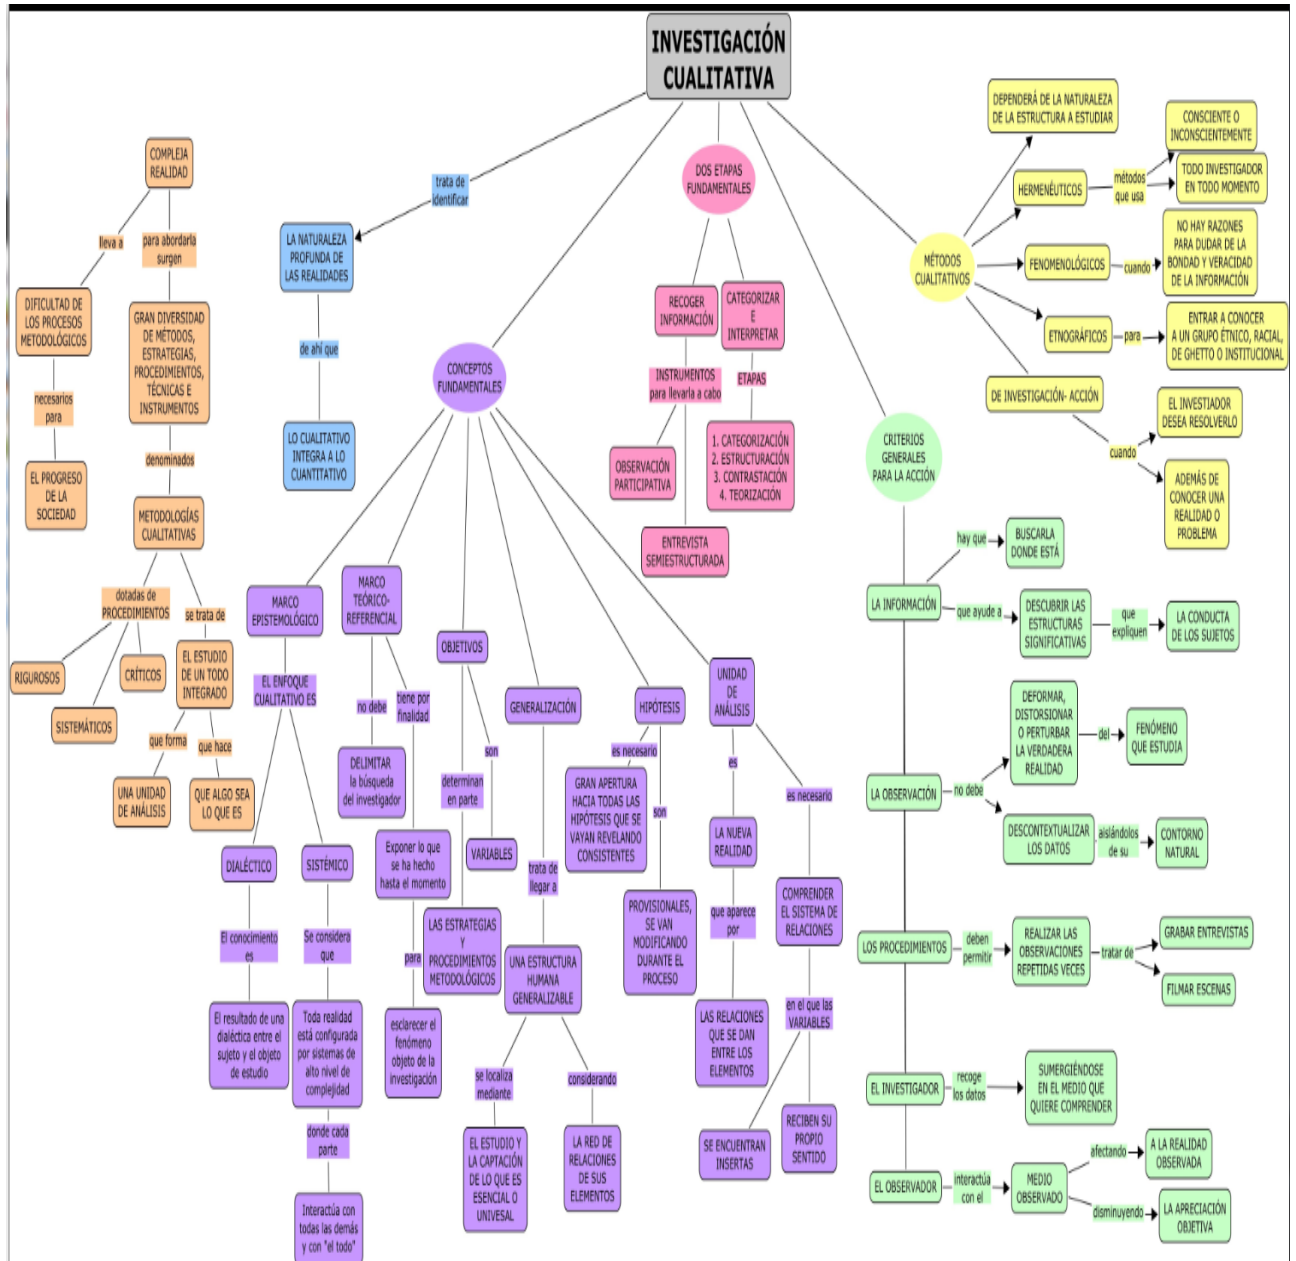 INVESTIGACIÓN
CUALITATIVA
COMPLEJA
REALIDAD
lleva a
para abordarla
surgen
DIFICULTAD DE
LOS PROCESOS
METODOLÓGICOS
necesarios
para
EL PROGRESO
DE LA
SOCIEDAD
GRAN DIVERSIDAD
DE MÉTODOS,
ESTRATEGIAS,
PROCEDIMIENTOS,
TÉCNICAS E
INSTRUMENTOS
denominados
METODOLOGÍAS
CUALITATIVAS
dotadas de
PROCEDIMIENTOS
RIGUROSOS
SISTEMÁTICOS
CRÍTICOS
se trata de
EL ESTUDIO
DE UN TODO
INTEGRADO
que forma
UNA UNIDAD
DE ANÁLISIS
que hace
QUE ALGO SEA
LO QUE ES
trata de
identificar
LA NATURALEZA
PROFUNDA DE
LAS REALIDADES
de ahí que
LO CUALITATIVO
INTEGRA A LO
CUANTITATIVO
CONCEPTOS
FUNDAMENTALES
MARCO
EPISTEMOLÓGICO
EL ENFOQUE
CUALITATIVO ES
DIALÉCTICO
El conocimiento
es
El resultado de una
dialéctica entre el
sujeto y el objeto
de estudio
SISTÉMICO
Se considera
que
Toda realidad
está configurada
por sistemas de
alto nivel de
complejidad
donde cada
parte
Interactúa con
todas las demás
y con "el todo"
MARCO
TEÓRICO-
REFERENCIAL
no debe
DELIMITAR
la búsqueda
del investigador
tiene por
finalidad
Exponer lo que
se ha hecho
hasta el momento
para
esclarecer el
fenómeno
objeto de la
investigación
OBJETIVOS
determinan
en parte
LAS ESTRATEGIAS
Y
PROCEDIMIENTOS
METODOLÓGICOS
son
VARIABLES
GENERALIZACIÓN
trata de
llegar a
UNA ESTRUCTURA
HUMANA
GENERALIZABLE
se localiza
mediante
EL ESTUDIO Y
LA CAPTACIÓN
DE LO QUE ES
ESENCIAL O
UNIVESAL
considerando
LA RED DE
RELACIONES
DE SUS
ELEMENTOS
HIPÓTESIS
es necesario
GRAN APERTURA
HACIA TODAS LAS
HIPÓTESIS QUE SE
VAYAN REVELANDO
CONSISTENTES
son
PROVISIONALES,
SE VAN
MODIFICANDO
DURANTE EL
PROCESO
UNIDAD
DE
ANÁLISIS
es
LA NUEVA
REALIDAD
que aparece
por
LAS RELACIONES
QUE SE DAN
ENTRE LOS
ELEMENTOS
es necesario
COMPRENDER
EL SISTEMA DE
RELACIONES
en el que las
VARIABLES
SE ENCUENTRAN
INSERTAS
RECIBEN SU
PROPIO
SENTIDO
DOS ETAPAS
FUNDAMENTALES
RECOGER
INFORMACIÓN
INSTRUMENTOS
para llevarla a cabo
OBSERVACIÓN
PARTICIPATIVA
ENTREVISTA
SEMIESTRUCTURADA
CATEGORIZAR
E
INTERPRETAR
ETAPAS
1. CATEGORIZACIÓN
2. ESTRUCTURACIÓN
3. CONTRASTACIÓN
4. TEORIZACIÓN
CRITERIOS
GENERALES
PARA LA ACCIÓN
LA INFORMACIÓN
hay que
BUSCARLA
DONDE ESTÁ
que ayude a
DESCUBRIR LAS
ESTRUCTURAS
SIGNIFICATIVAS
que
expliquen
LA CONDUCTA
DE LOS SUJETOS
LA OBSERVACIÓN
no debe
DEFORMAR,
DISTORSIONAR
O PERTURBAR
LA VERDADERA
REALIDAD
del
FENÓMENO
QUE ESTUDIA
DESCONTEXTUALIZAR
LOS DATOS
aislándolos
de su
CONTORNO
NATURAL
LOS PROCEDIMIENTOS
deben
permitir
REALIZAR LAS
OBSERVACIONES
REPETIDAS VECES
tratar de
GRABAR ENTREVISTAS
FILMAR ESCENAS
EL INVESTIGADOR
recoge
los datos
SUMERGIÉNDOSE
EN EL MEDIO QUE
QUIERE COMPRENDER
EL OBSERVADOR
interactúa
con el
MEDIO
OBSERVADO
afectando
A LA REALIDAD
OBSERVADA
disminuyendo
LA APRECIACIÓN
OBJETIVA
MÉTODOS
CUALITATIVOS
DEPENDERÁ DE LA NATURALEZA
DE LA ESTRUCTURA A ESTUDIAR
HERMENÉUTICOS
métodos
que usa
CONSCIENTE O
INCONSCIENTEMENTE
TODO INVESTIGADOR
EN TODO MOMENTO
FENOMENOLÓGICOS
cuando
NO HAY RAZONES
PARA DUDAR DE LA
BONDAD Y VERACIDAD
DE LA INFORMACIÓN
ETNOGRÁFICOS
para
ENTRAR A CONOCER
A UN GRUPO ÉTNICO, RACIAL,
DE GHETTO O INSTITUCIONAL
DE INVESTIGACIÓN- ACCIÓN
cuando
EL INVESTIADOR
DESEA RESOLVERLO
ADEMÁS DE
CONOCER UNA
REALIDAD O
PROBLEMA